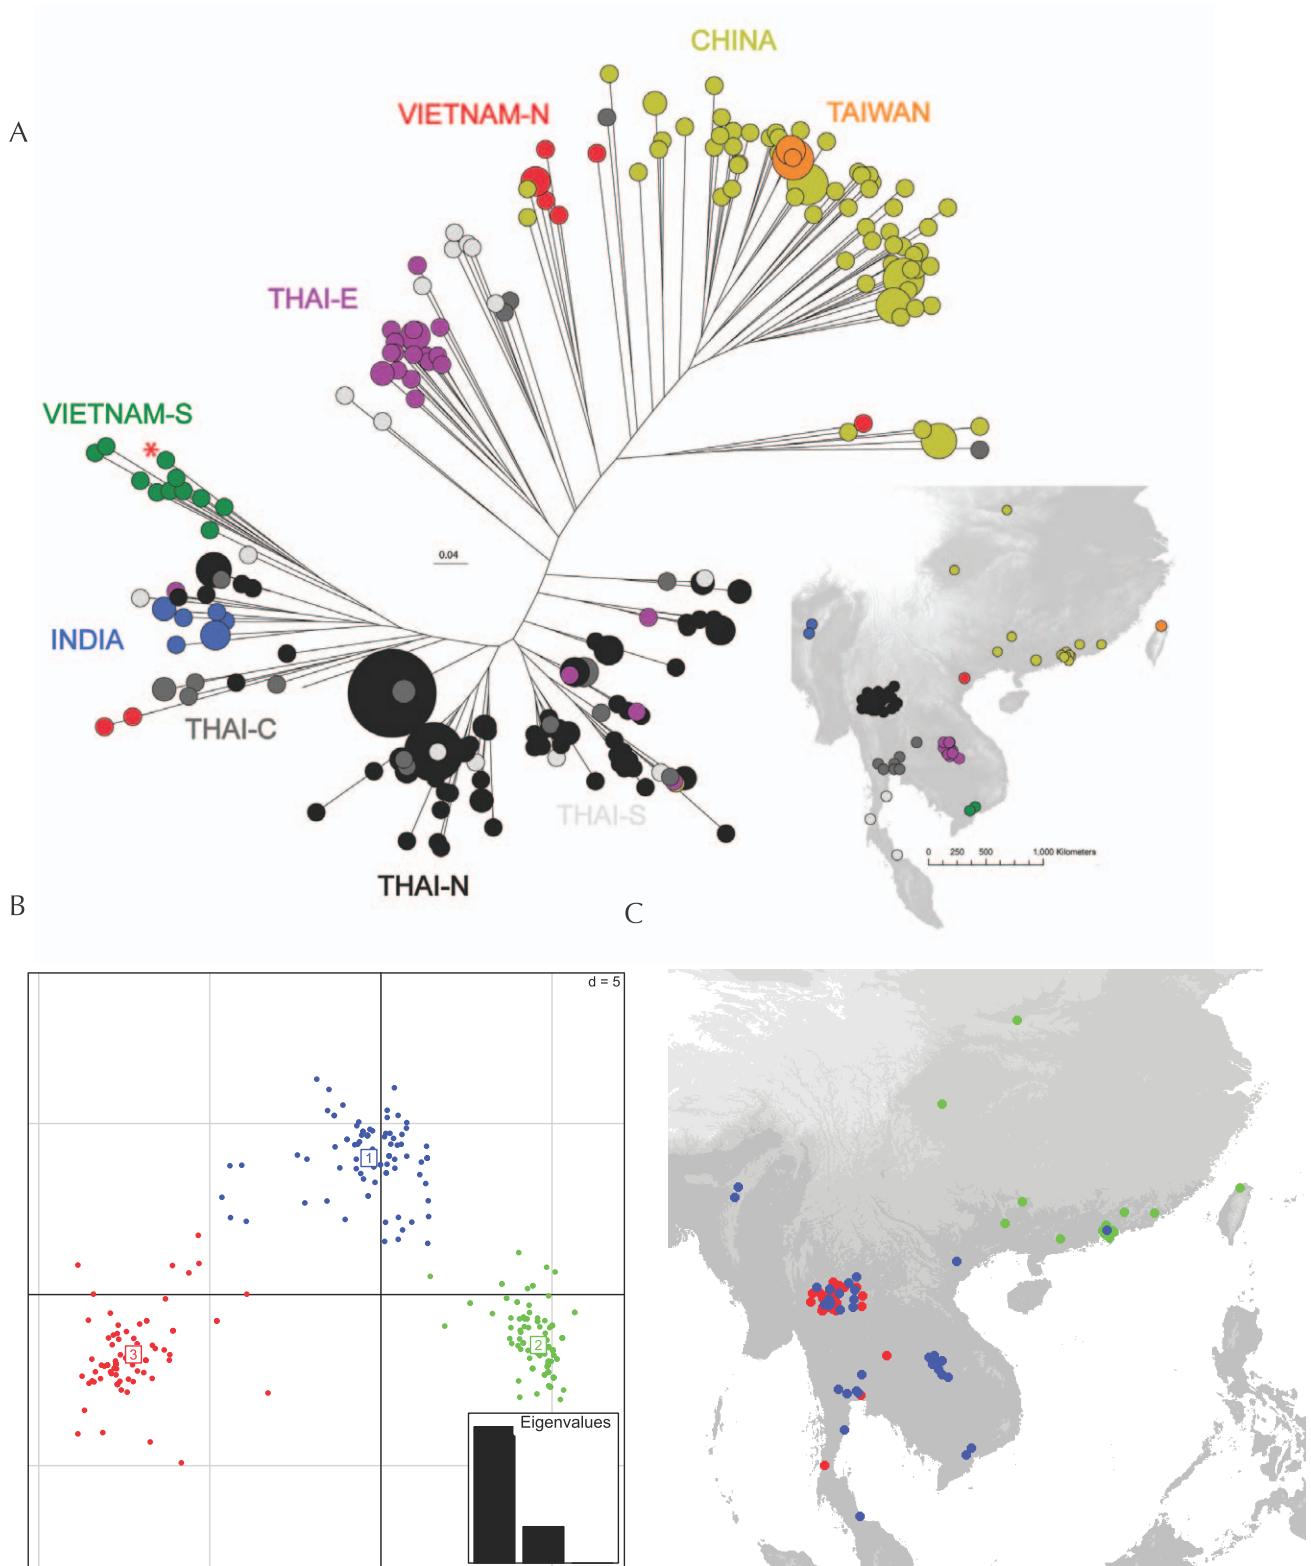 A
CHINA
VIETNAM-N
TAIWAN
THAI-E
VIETNAM-S
*
0.04
INDIA
THAI-C
THAI-S
THAI-N
0 250 500 1,000 Kilometers
B
C
d = 5
1
2
3
Eigenvalues